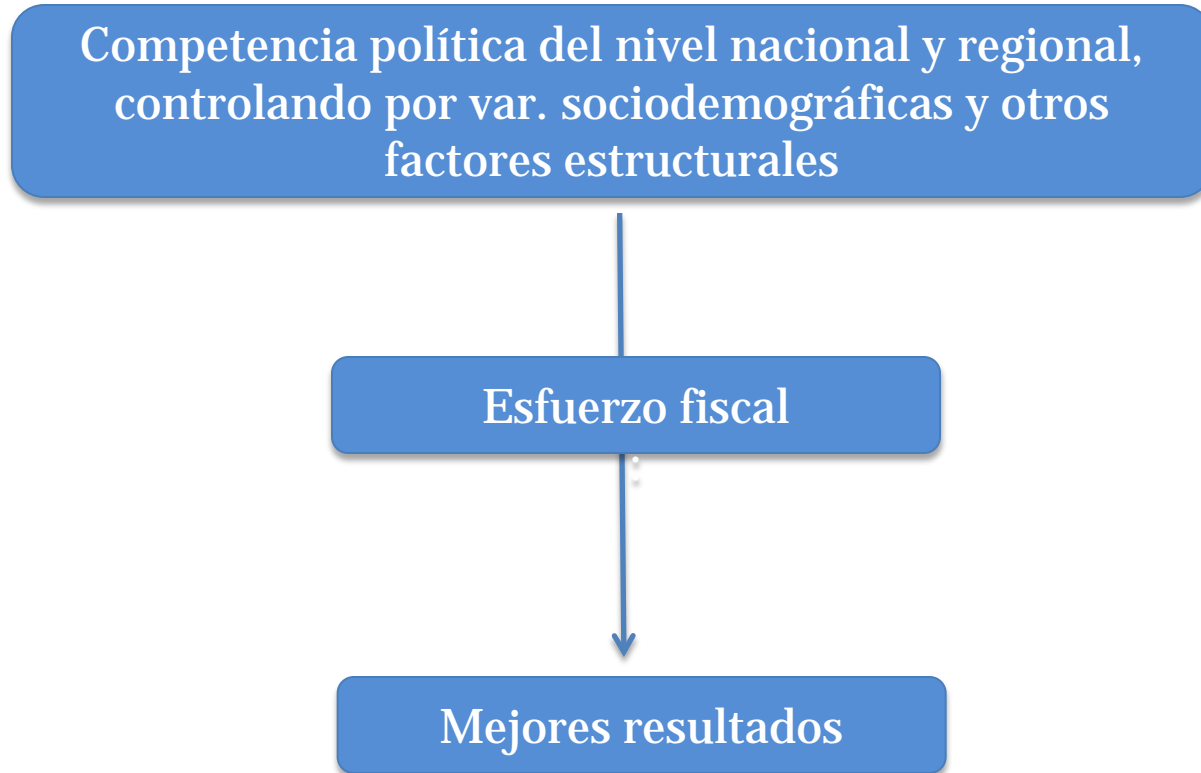 Competencia política del nivel nacional y regional,
controlando por var. sociodemográficas y otros
factores estructurales
Esfuerzo fiscal
Mejores resultados